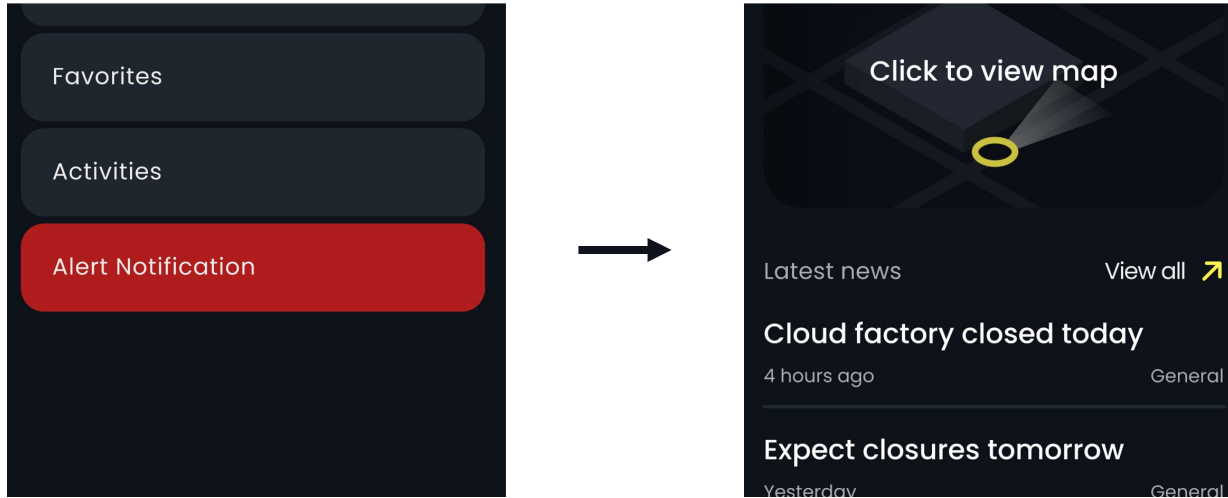 Favorites
Activities
Alert Notification
Click to view map
Latest news View all
Cloud factory closed today
4 hours ago General
Expect closures tomorrow
Yesterday General